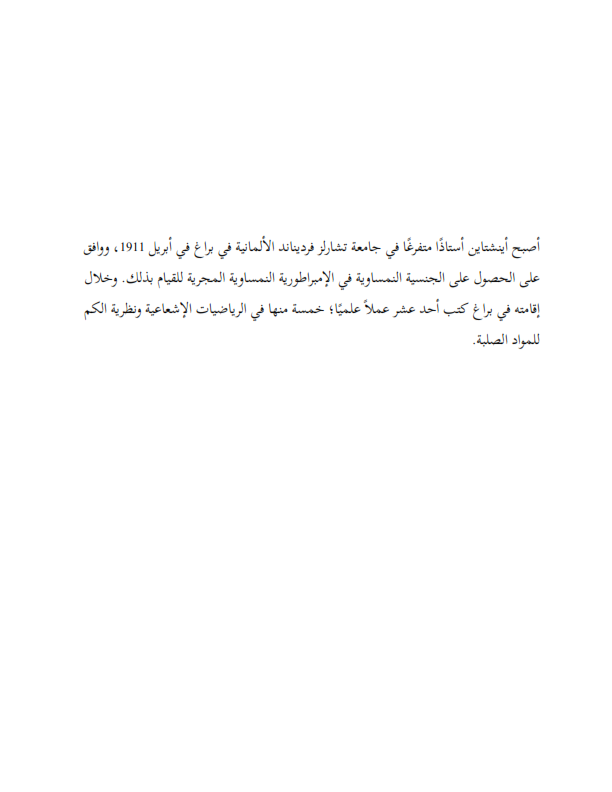 أصبح أينشتاين أستاذًا متفرغًا في جامعة تشارلز فرديناند الألمانية في براغ في أبريل 1911، ووافق
على الحصول على الجنسية النمساوية في الإمبراطورية النمساوية المجرية للقيام بذلك. وخلال
إقامته في براغ كتب أحد عشر عملاً علميًا؛ خمسة منها في الرياضيات الإشعاعية ونظرية الكم
للمواد الصلبة.